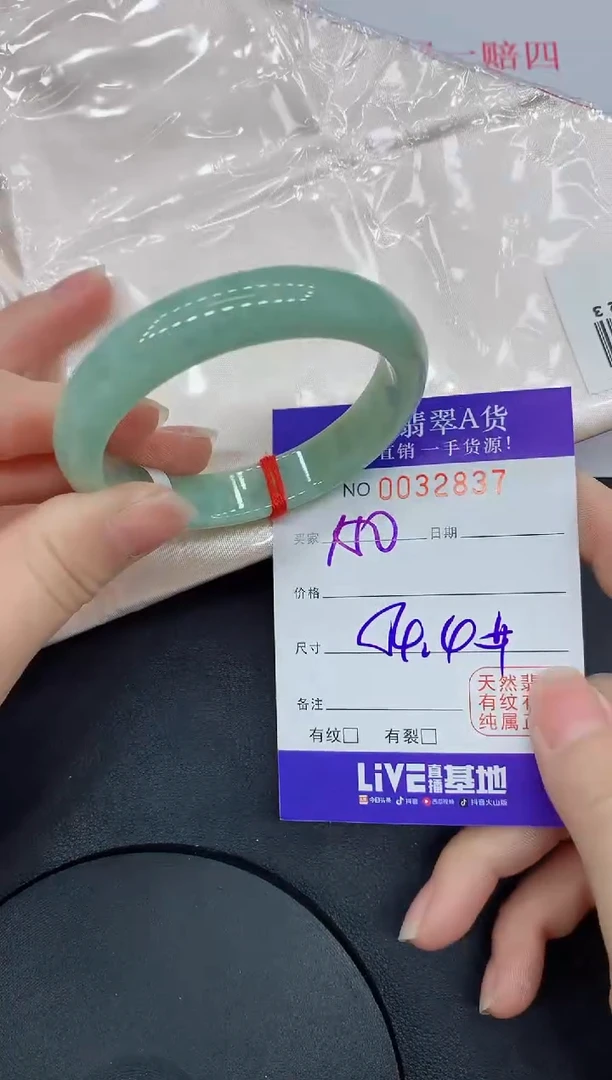 一赔四
翡翠A货
直销 一手货源!
NO 0032837
买家 日期
价格
尺寸
备注
天然翡
有纹
纯属正
有纹□ 有裂□
LiVE直播基地
今日头条 抖音 西瓜视频 抖音火山版